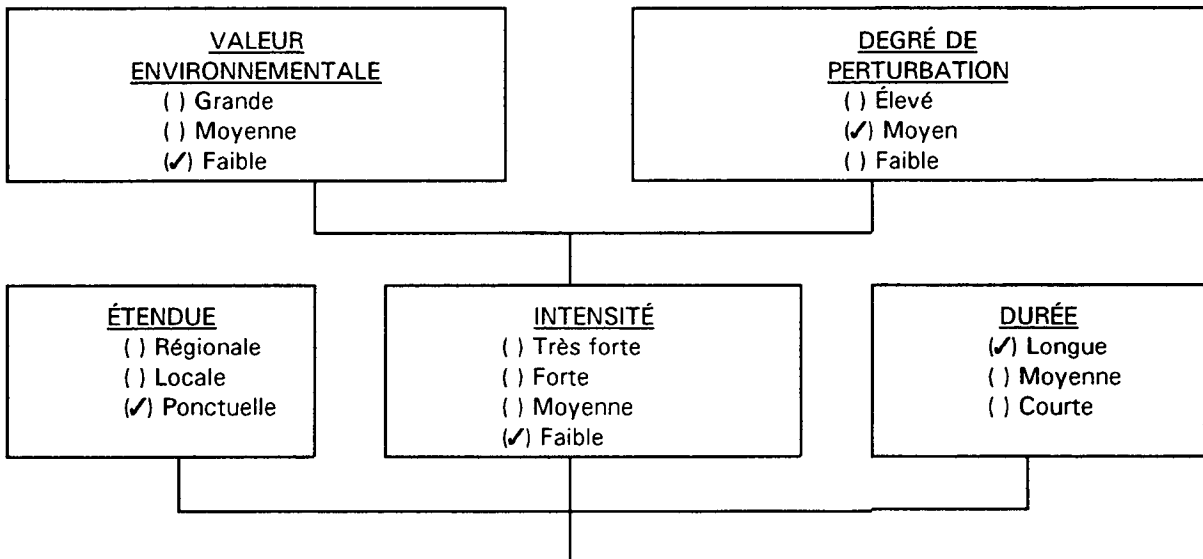 VALEUR
ENVIRONNEMENTALE
( ) Grande
( ) Moyenne
(✓) Faible
DEGRÉ DE
PERTURBATION
( ) Élevé
(✓) Moyen
( ) Faible
ÉTENDUE
( ) Régionale
( ) Locale
(✓) Ponctuelle
INTENSITÉ
( ) Très forte
( ) Forte
( ) Moyenne
(✓) Faible
DURÉE
(✓) Longue
( ) Moyenne
( ) Courte